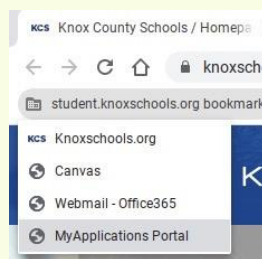 KCS Knox County Schools / Homepa
knoxsch
student.knoxschools.org bookmark
KCS Knoxschools.org
Canvas
Webmail - Office365
MyApplications Portal
K